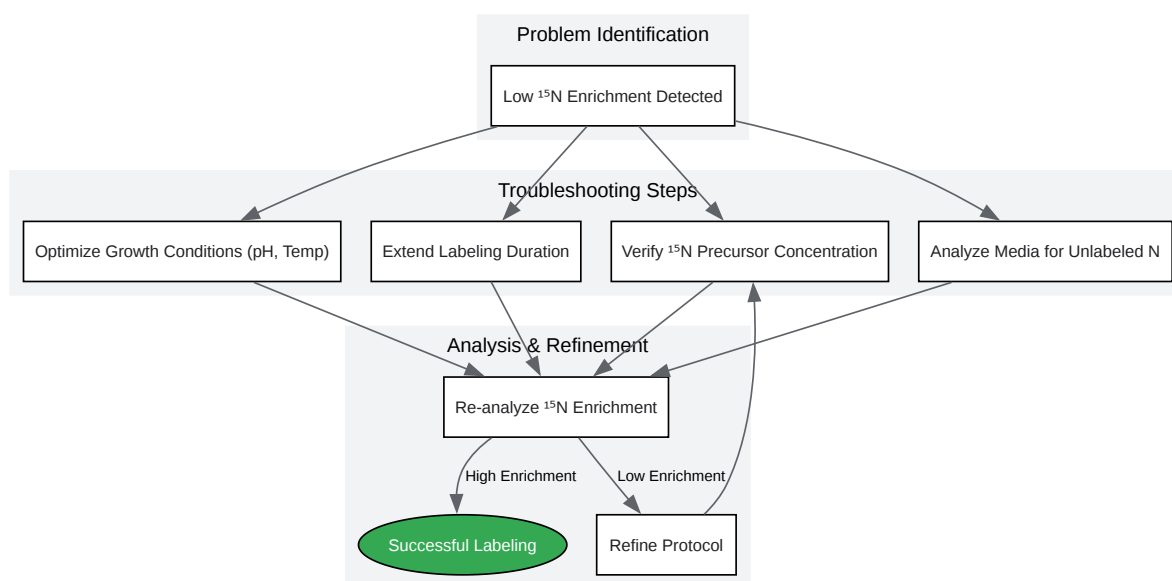 Problem Identification
Low ¹⁵N Enrichment Detected
Troubleshooting Steps
Optimize Growth Conditions (pH, Temp)
Extend Labeling Duration
Verify ¹⁵N Precursor Concentration
Analyze Media for Unlabeled N
Analysis & Refinement
Re-analyze ¹⁵N Enrichment
High Enrichment
Low Enrichment
Successful Labeling
Refine Protocol